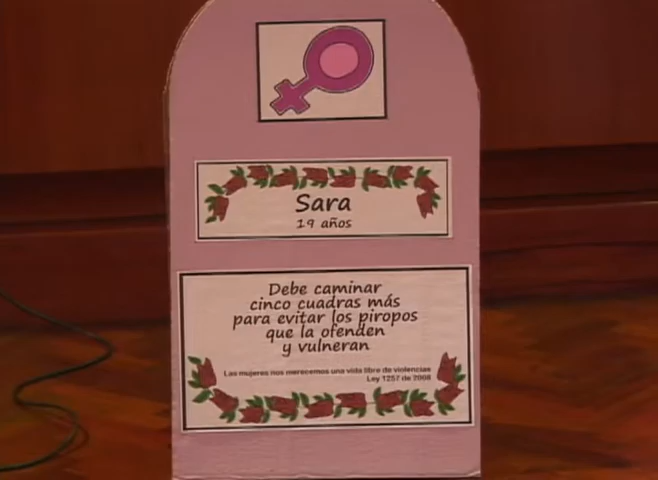 Sara
19 años
Debe caminar
cinco cuadras más
para evitar los piropos
que la ofenden
y vulneran
Las mujeres nos merecemos una vida libre de violencias
Ley 1257 de 2008